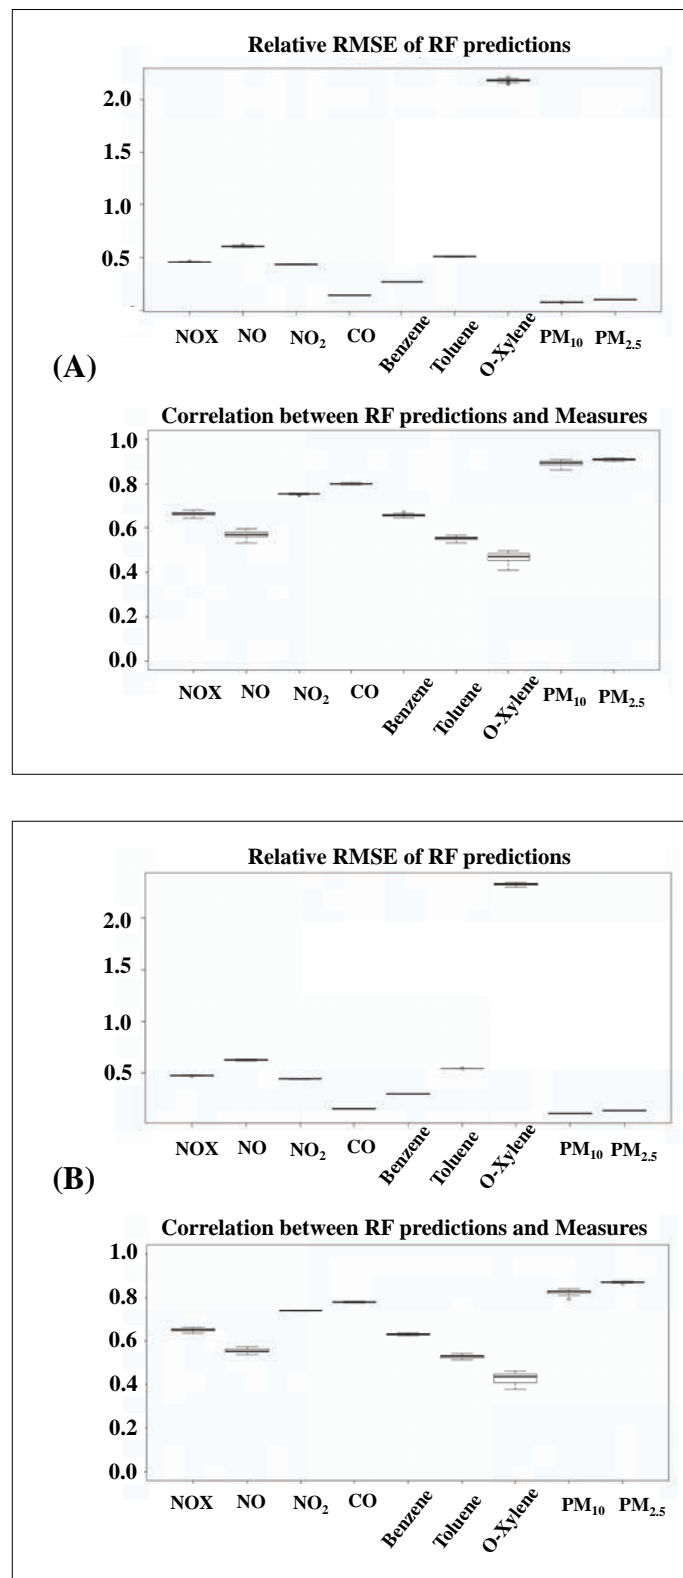 Relative RMSE of RF predictions
2.0
1.5
1.0
0.5
NOX NO NO₂ CO Benzene Toluene O-Xylene PM₁₀ PM₂.₅
(A)
Correlation between RF predictions and Measures
1.0
0.8
0.6
0.4
0.2
0.0
NOX NO NO₂ CO Benzene Toluene O-Xylene PM₁₀ PM₂.₅
Relative RMSE of RF predictions
2.0
1.5
1.0
0.5
NOX NO NO₂ CO Benzene Toluene O-Xylene PM₁₀ PM₂.₅
(B)
Correlation between RF predictions and Measures
1.0
0.8
0.6
0.4
0.2
0.0
NOX NO NO₂ CO Benzene Toluene O-Xylene PM₁₀ PM₂.₅